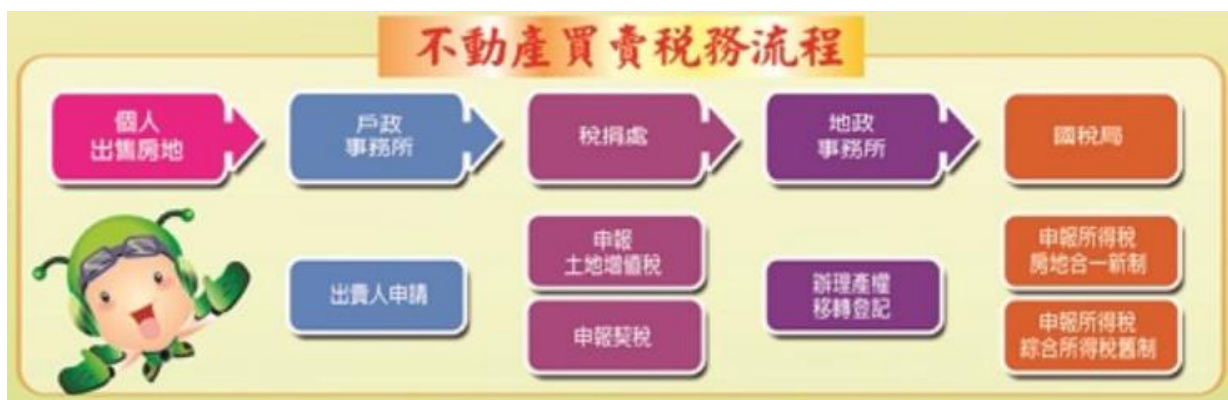 不動產買賣稅務流程
個人
出售房地
戶政
事務所
稅捐處
地政
事務所
國稅局
出賣人申請
申報
土地增值稅
申報契稅
辦理產權
移轉登記
申報所得稅
房地合一新制
申報所得稅
綜合所得稅舊制